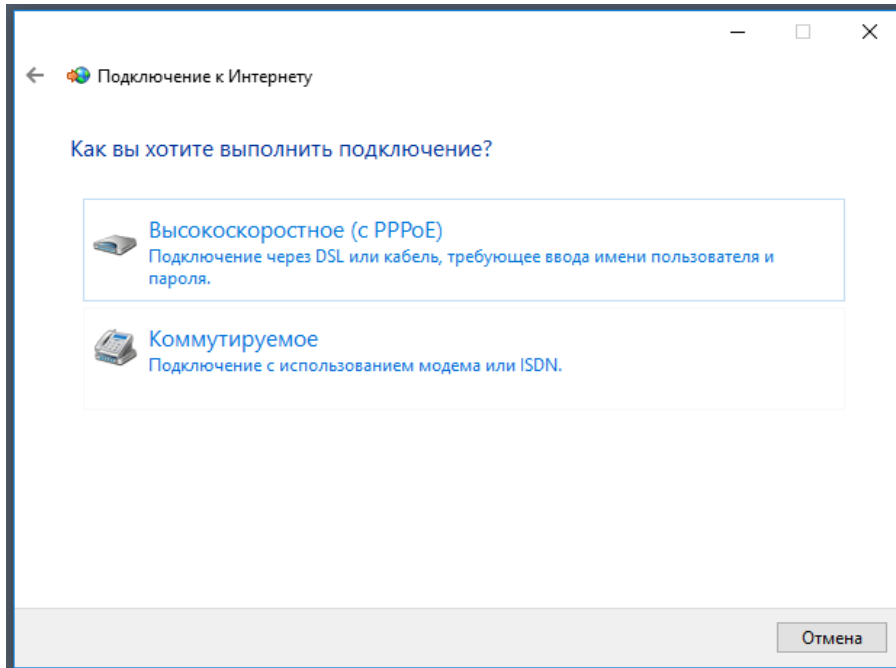 Подключение к Интернету
Как вы хотите выполнить подключение?
Высокоскоростное (с PPPoE)
Подключение через DSL или кабель, требующее ввода имени пользователя и
пароля.
Коммутируемое
Подключение с использованием модема или ISDN.
Отмена